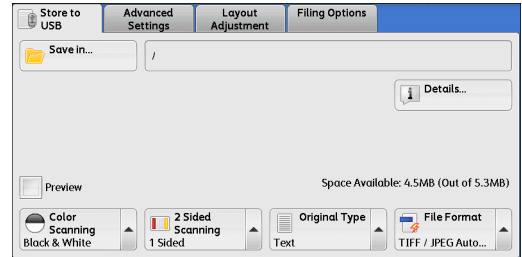 Store to
USB
Advanced
Settings
Layout
Adjustment
Filing Options
Save in...
/
Details...
Preview
Space Available: 4.5MB (Out of 5.3MB)
Color
Scanning
Black & White
2 Sided
Scanning
1 Sided
Original Type
Text
File Format
TIFF / JPEG Auto...